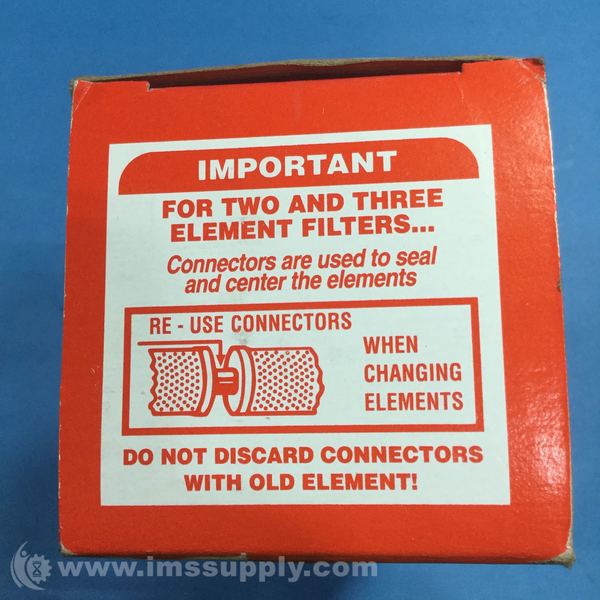 IMPORTANT
FOR TWO AND THREE
ELEMENT FILTERS...
Connectors are used to seal
and center the elements
RE - USE CONNECTORS
WHEN
CHANGING
ELEMENTS
DO NOT DISCARD CONNECTORS
WITH OLD ELEMENT!
www.imssupply.com